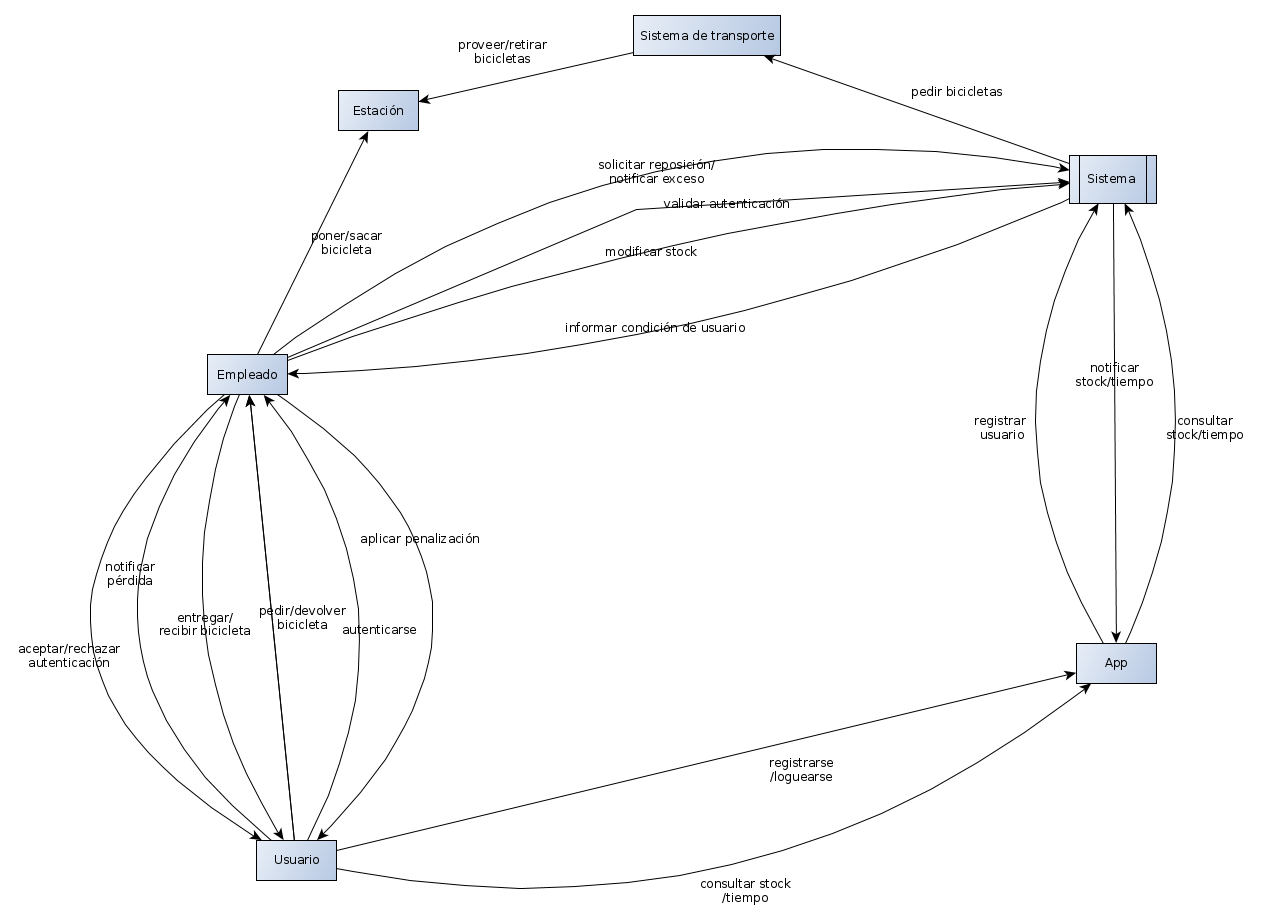 Sistema de transporte
proveer/retirar
bicicletas
pedir bicicletas
Estación
solicitar reposición/
notificar exceso
Sistema
validar autenticación
poner/sacar
bicicleta
modificar stock
informar condición de usuario
Empleado
notificar
stock/tiempo
registrar
usuario
consultar
stock/tiempo
aplicar penalización
notificar
pérdida
entregar/
recibir bicicleta
pedir/devolver
bicicleta
autenticarse
aceptar/rechazar
autenticación
App
registrarse
/loguearse
Usuario
consultar stock
/tiempo